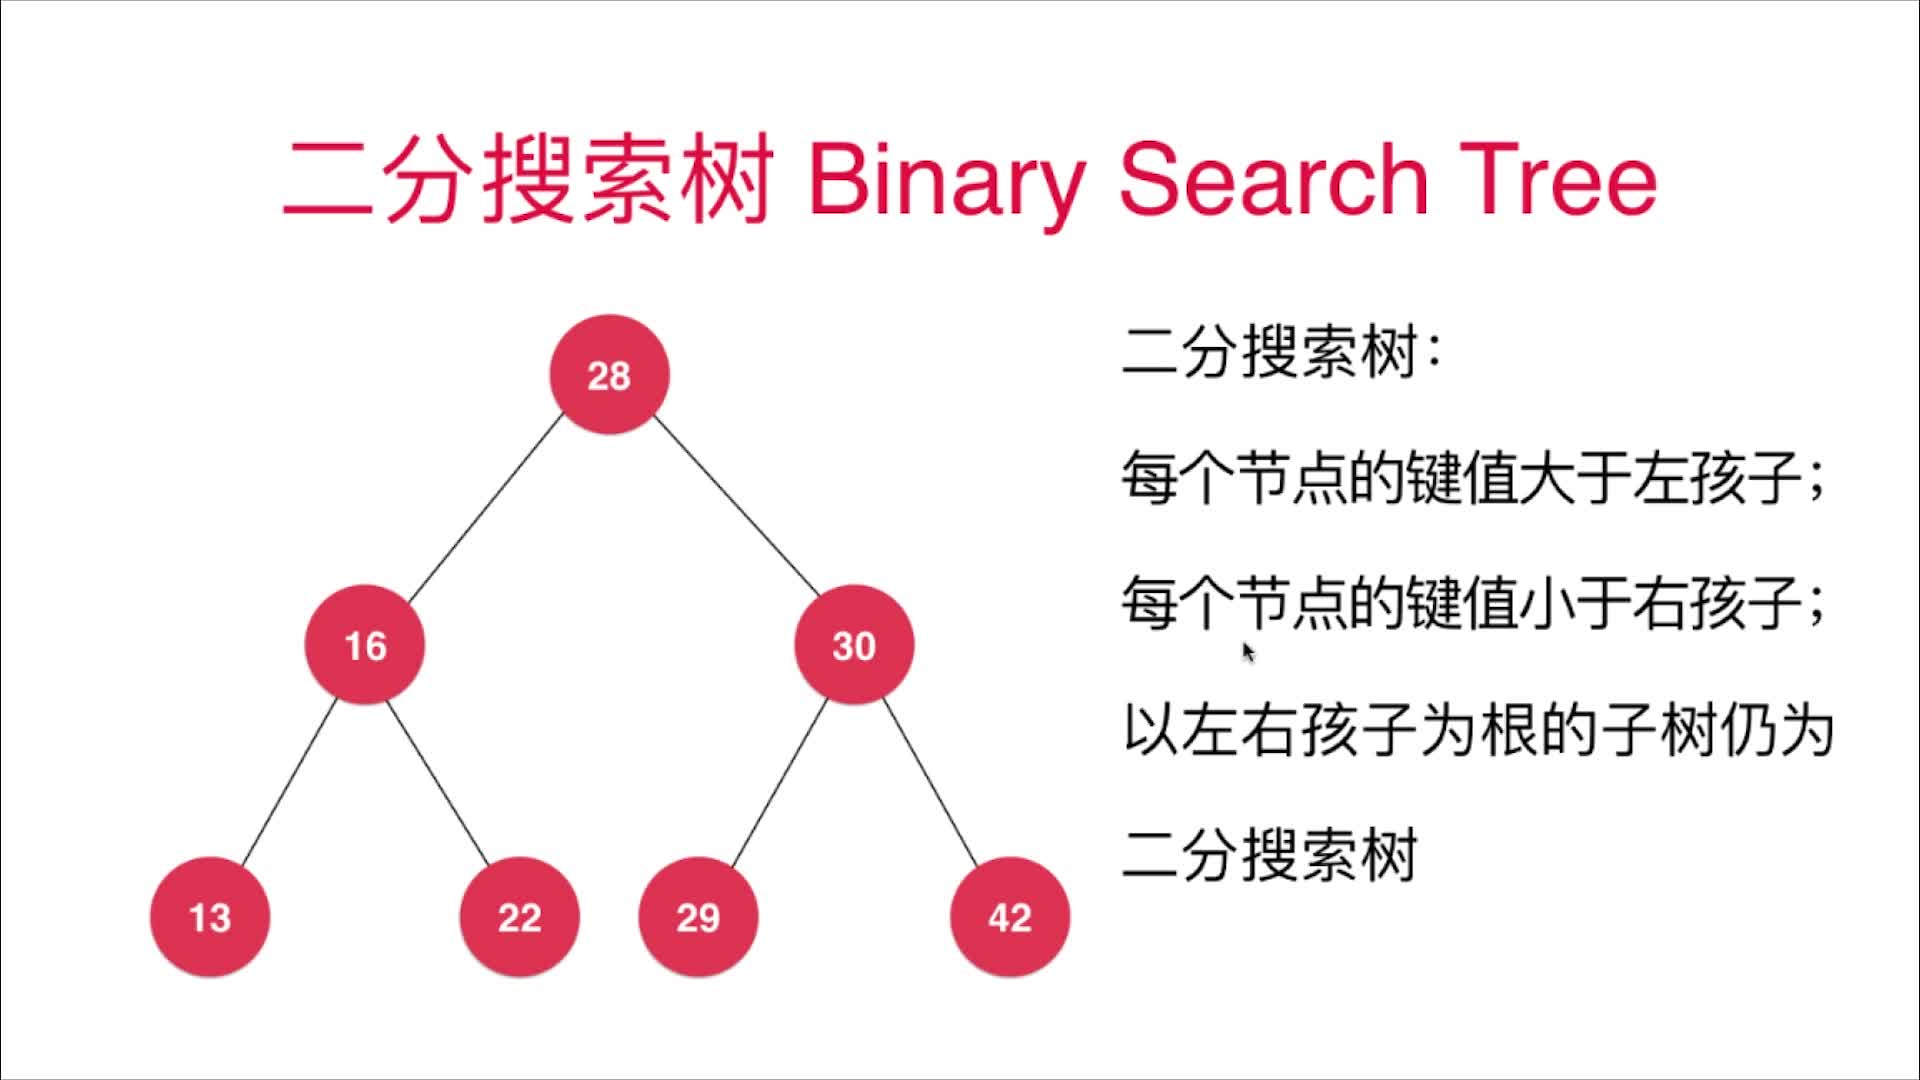 二分搜索树 Binary Search Tree
28
16
30
13
22
29
42
二分搜索树：
每个节点的键值大于左孩子；
每个节点的键值小于右孩子；
以左右孩子为根的子树仍为
二分搜索树